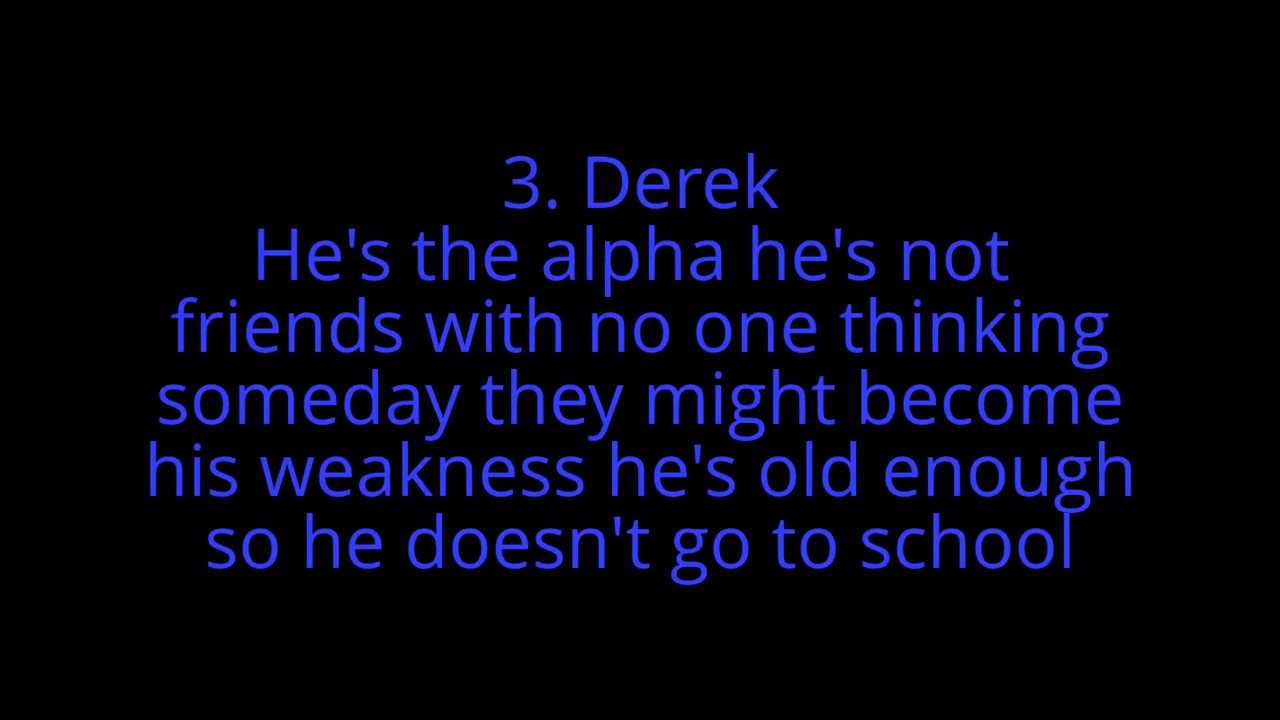 3. Derek
He's the alpha he's not
friends with no one thinking
someday they might become
his weakness he's old enough
so he doesn't go to school